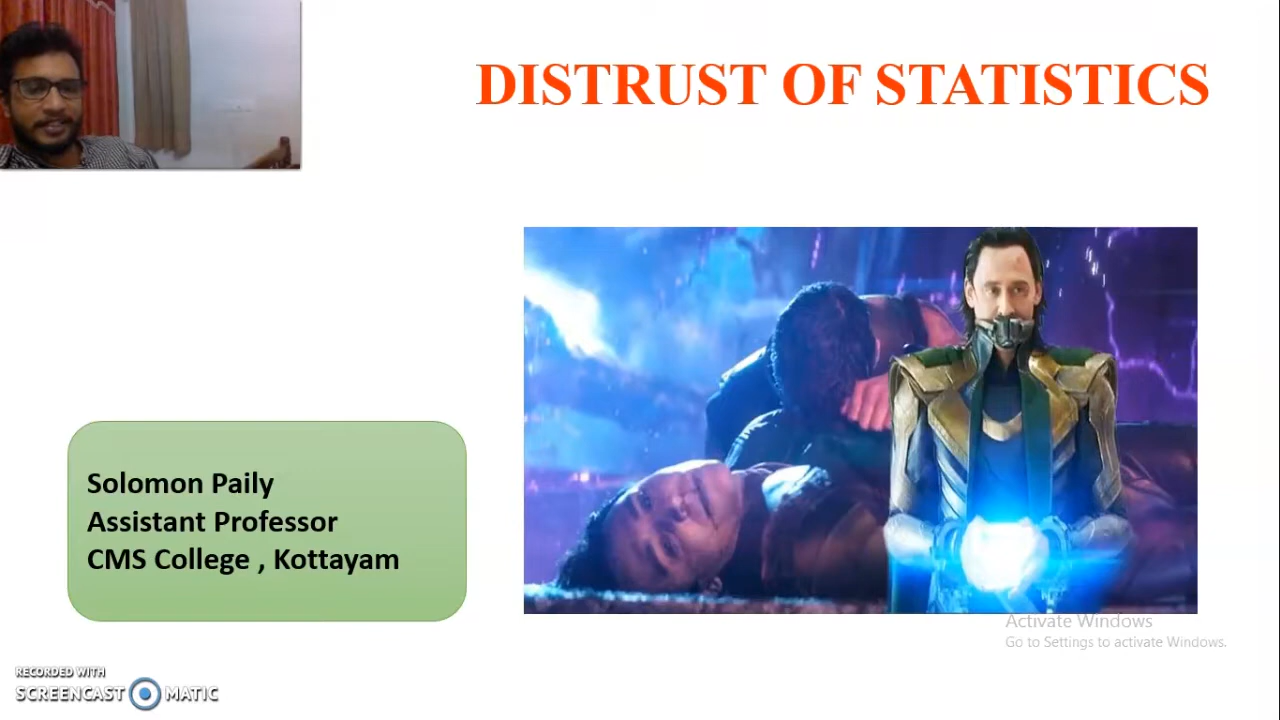 DISTRUST OF STATISTICS
Solomon Paily
Assistant Professor
CMS College , Kottayam
Activate Windows
Go to Settings to activate Windows.
RECORDED WITH
SCREENCAST MATIC